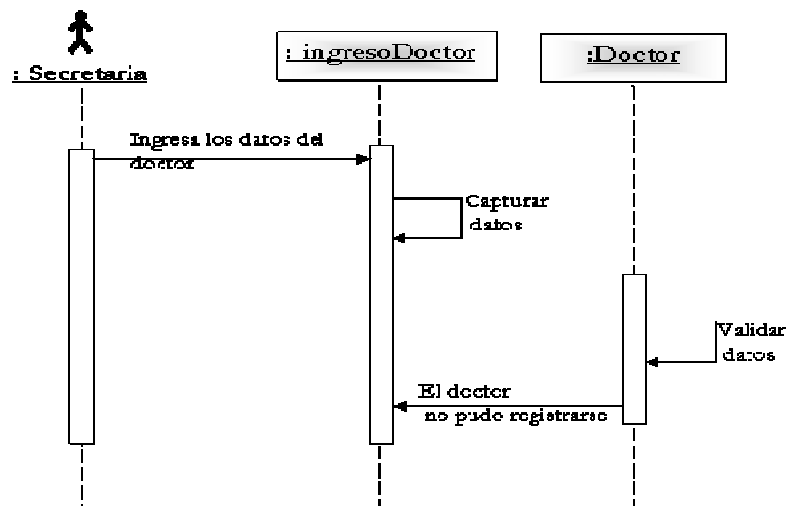 : Secretaria
: ingresoDoctor
:Doctor
Ingresa los datos del
doctor
Capturar
datos
Validar
datos
El doctor
no pudo registrarse